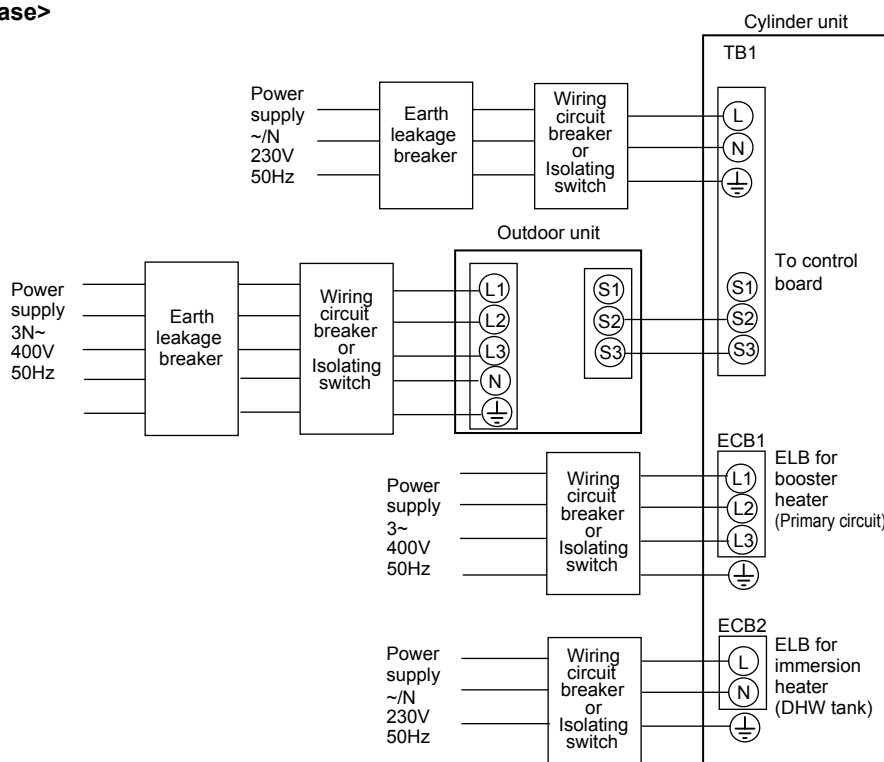 ase>
Cylinder unit
TB1
Power
supply
~/N
230V
50Hz
Earth
leakage
breaker
Wiring
circuit
breaker
or
Isolating
switch
L
N
Outdoor unit
To control
board
Power
supply
3N~
400V
50Hz
Earth
leakage
breaker
Wiring
circuit
breaker
or
Isolating
switch
L1
L2
L3
N
S1
S2
S3
S1
S2
S3
ECB1
Power
supply
3~
400V
50Hz
Wiring
circuit
breaker
or
Isolating
switch
L1
L2
L3
ELB for
booster
heater
(Primary circuit)
ECB2
Power
supply
~/N
230V
50Hz
Wiring
circuit
breaker
or
Isolating
switch
L
N
ELB for
immersion
heater
(DHW tank)